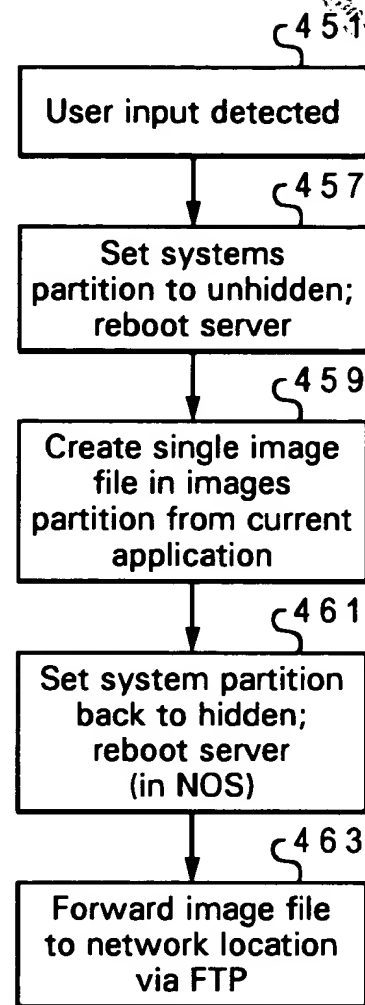 451
User input detected
457
Set systems
partition to unhidden;
reboot server
459
Create single image
file in images
partition from current
application
461
Set system partition
back to hidden;
reboot server
(in NOS)
463
Forward image file
to network location
via FTP